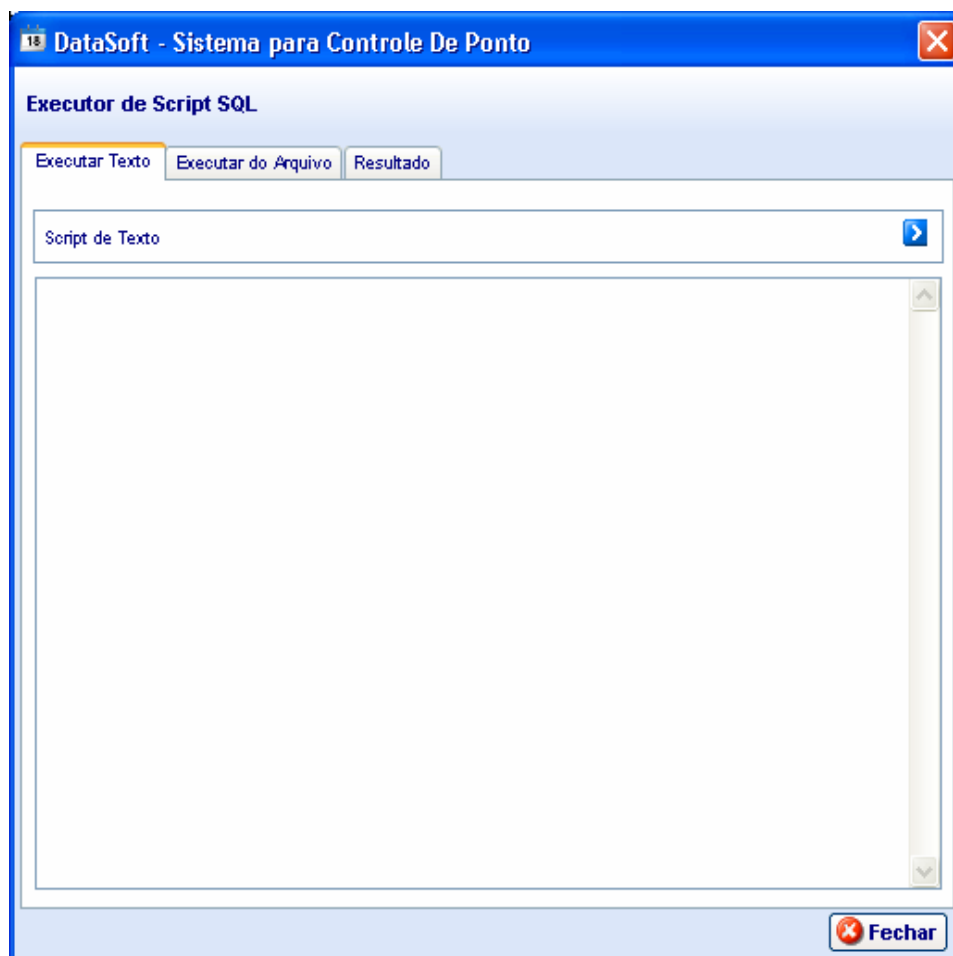 18 DataSoft - Sistema para Controle De Ponto
Executor de Script SQL
Executar Texto Executar do Arquivo Resultado
Script de Texto
Fechar